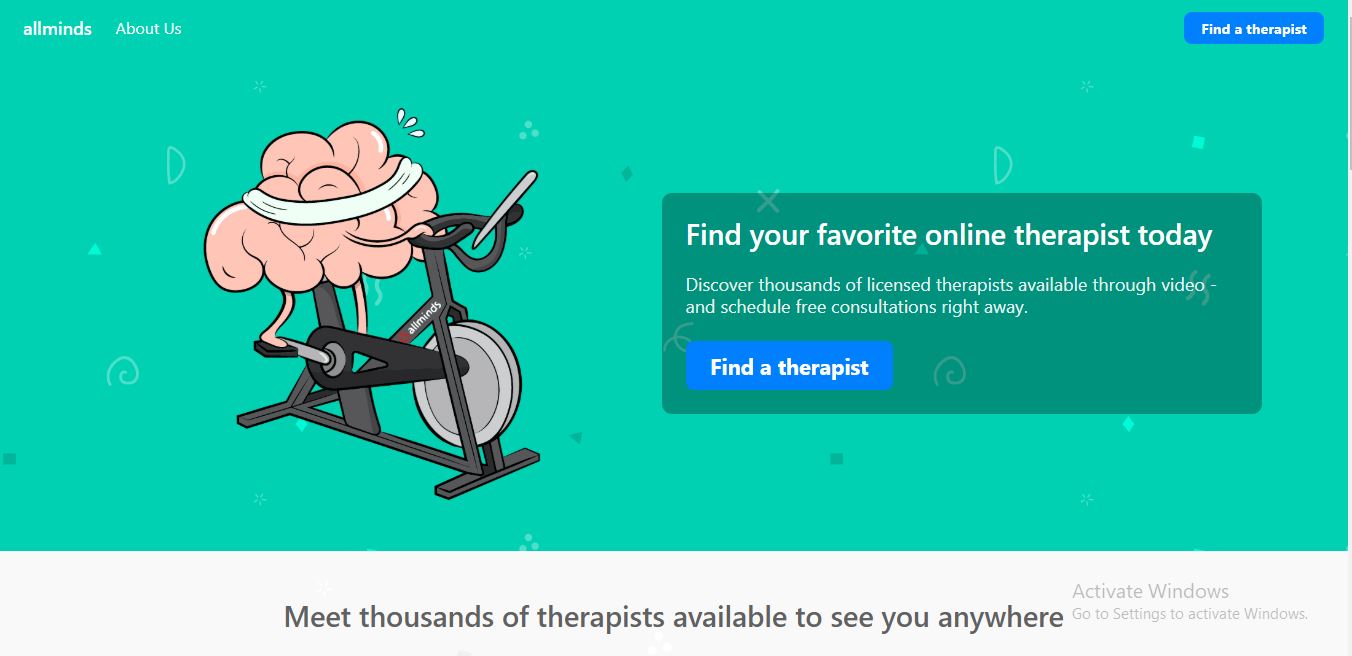 allminds About Us Find a therapist
allminds
Find your favorite online therapist today
Discover thousands of licensed therapists available through video -
and schedule free consultations right away.
Find a therapist
Meet thousands of therapists available to see you anywhere
Activate Windows
Go to Settings to activate Windows.